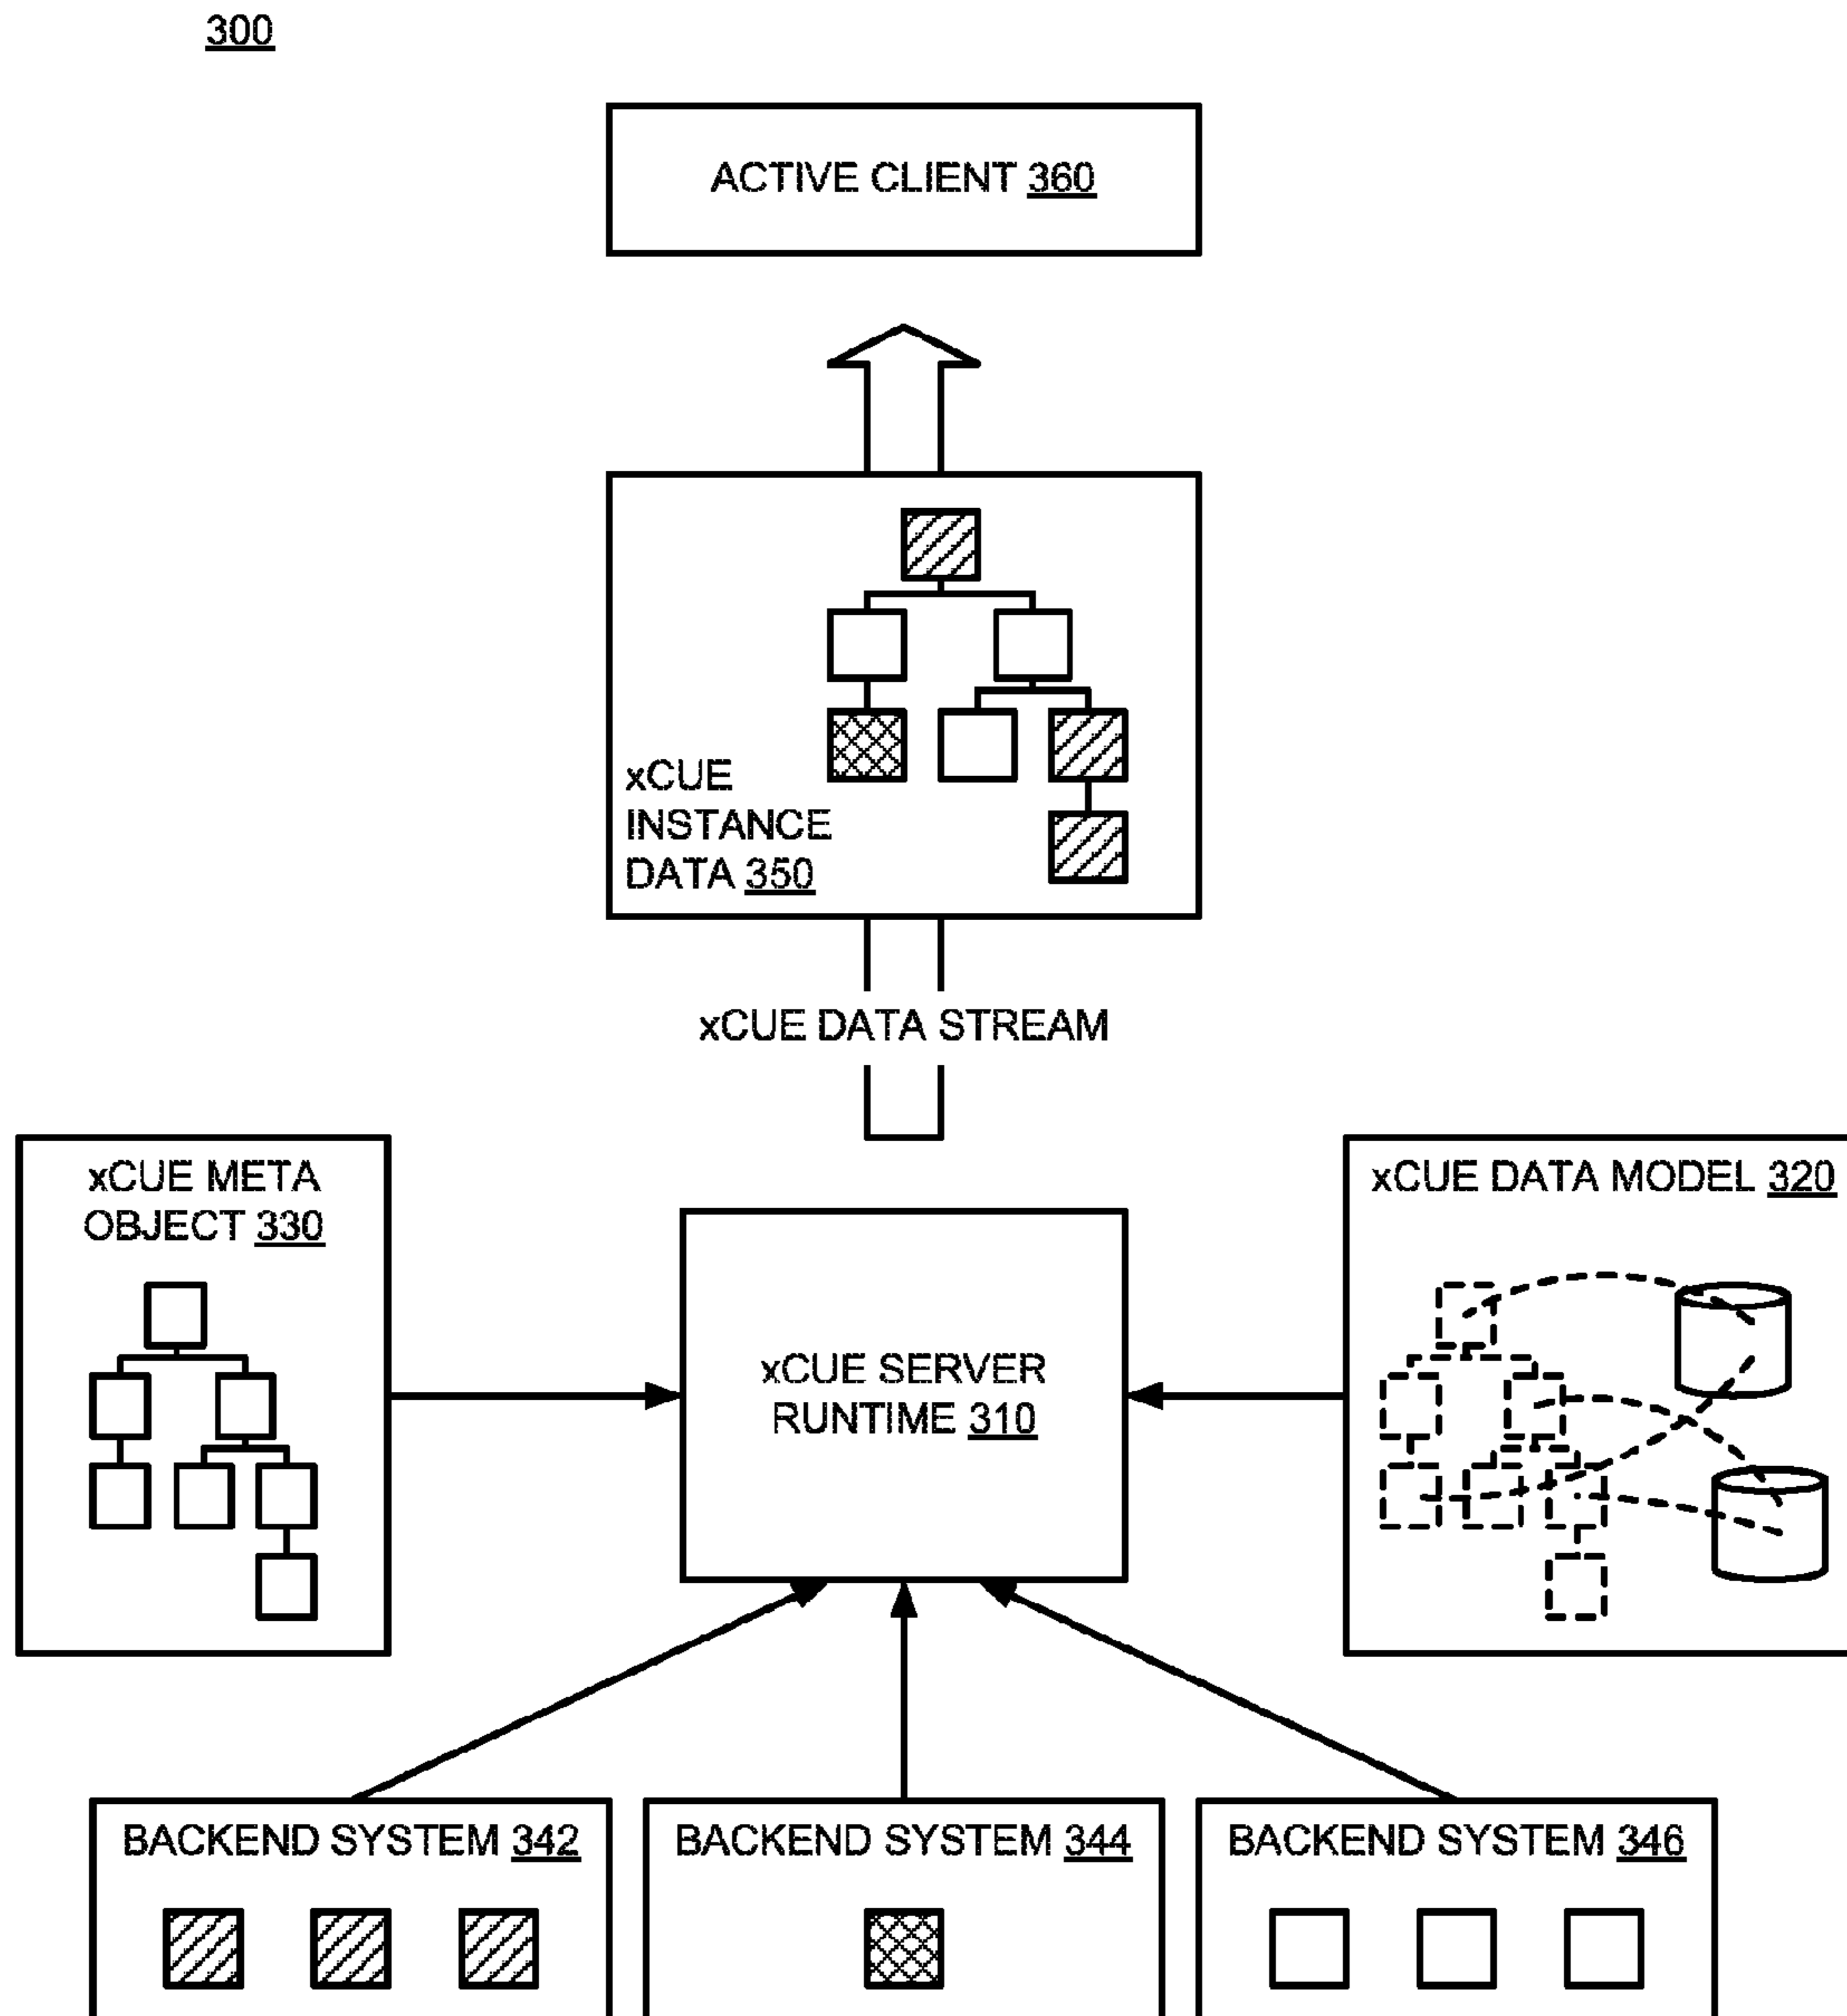 300
ACTIVE CLIENT 360
xCUE
INSTANCE
DATA 350
xCUE DATA STREAM
xCUE META
OBJECT 330
xCUE DATA MODEL 320
xCUE SERVER
RUNTIME 310
BACKEND SYSTEM 342
BACKEND SYSTEM 344
BACKEND SYSTEM 346